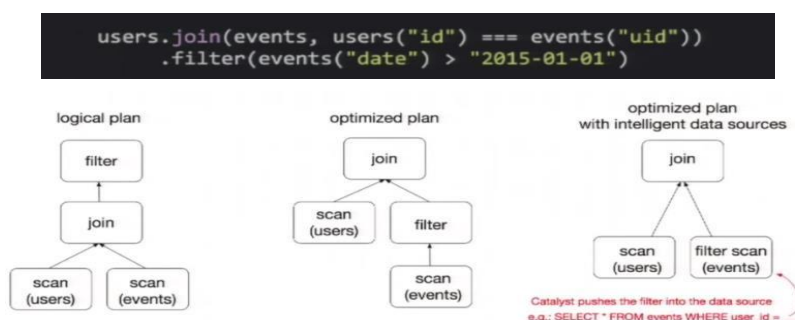 users.join(events, users("id") === events("uid"))
.filter(events("date") > "2015-01-01")
logical plan
filter
join
scan
(users)
scan
(events)
optimized plan
join
scan
(users)
filter
scan
(events)
optimized plan
with intelligent data sources
join
scan
(users)
filter scan
(events)
Catalyst pushes the filter into the data source
e.g.: SELECT * FROM events WHERE user_id =